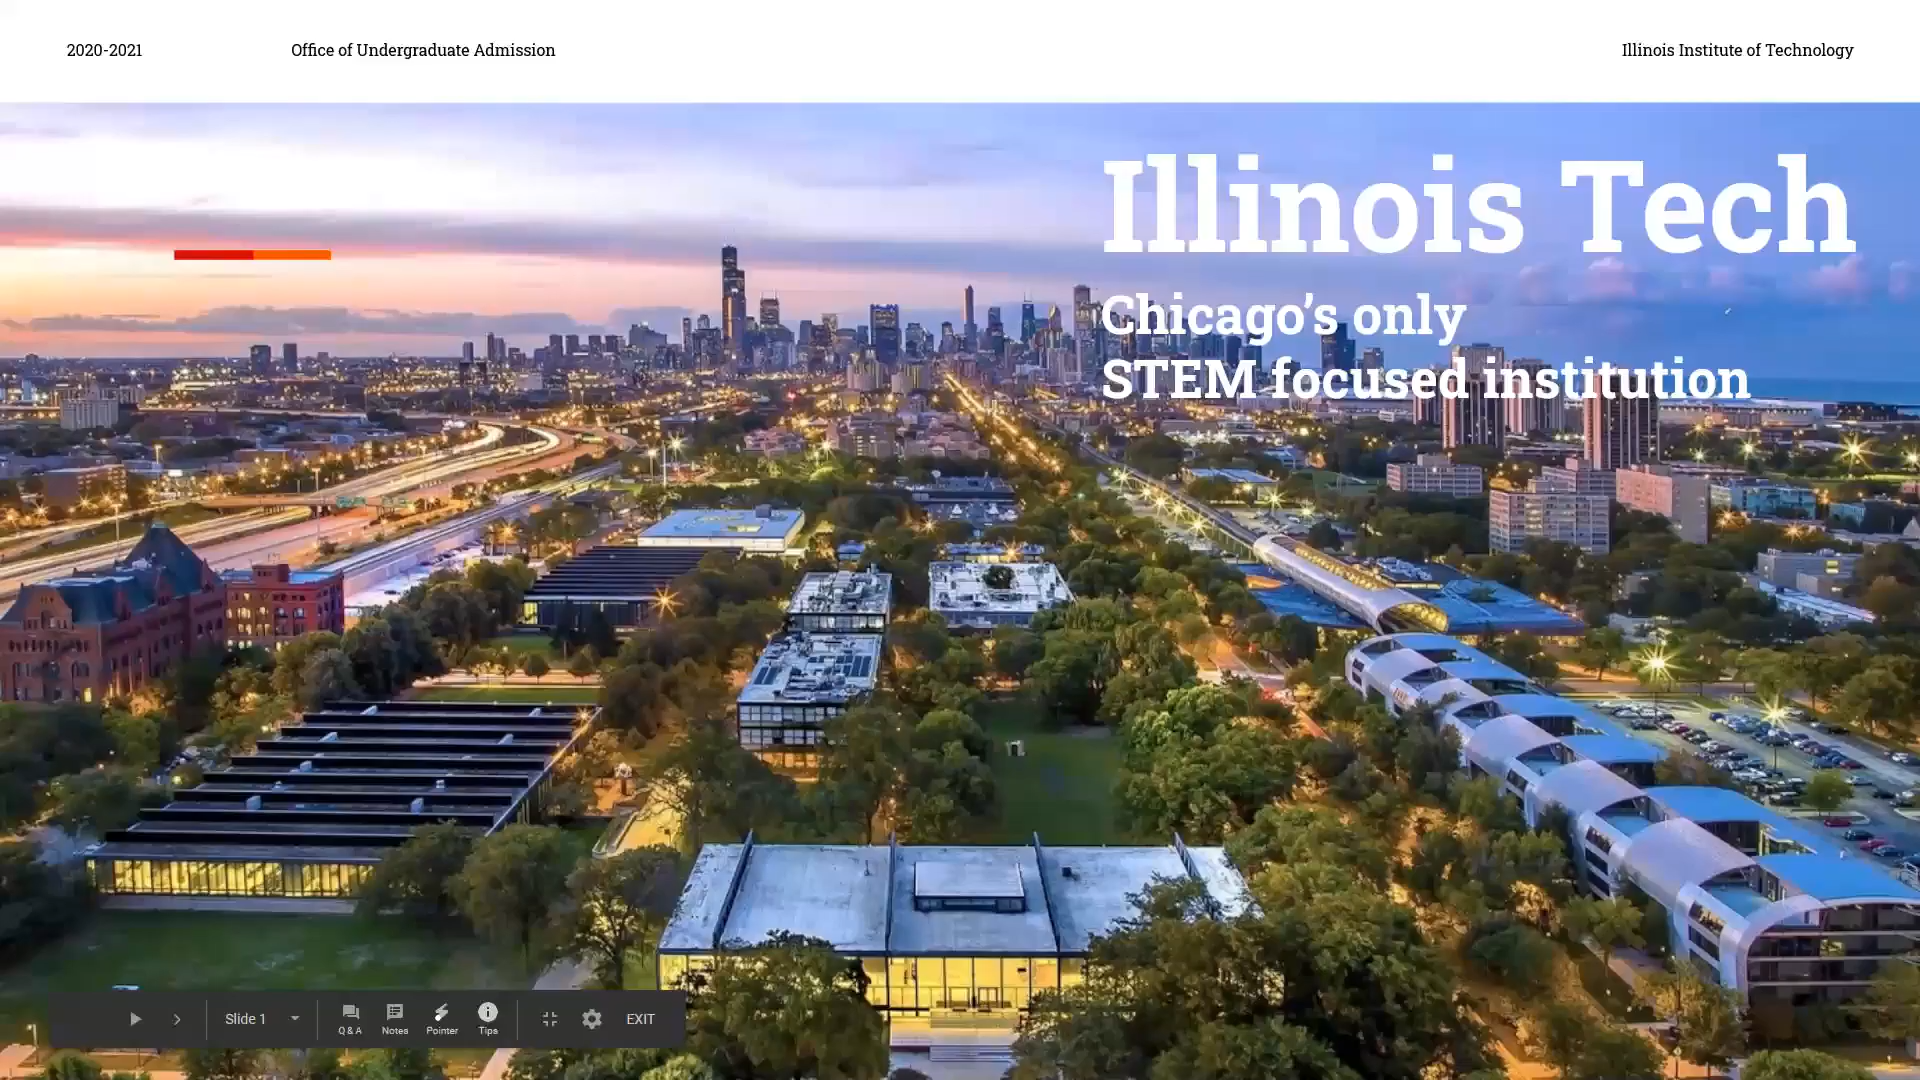 2020-2021
Office of Undergraduate Admission
Illinois Institute of Technology
Illinois Tech
Chicago’s only
STEM focused institution
Slide 1
Q & A
Notes
Pointer
Tips
EXIT